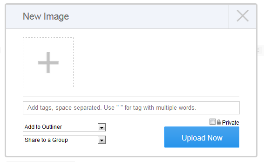 New Image
Add tags, space separated. Use " " for tag with multiple words.
Add to Outliner
Private
Share to a Group
Upload Now